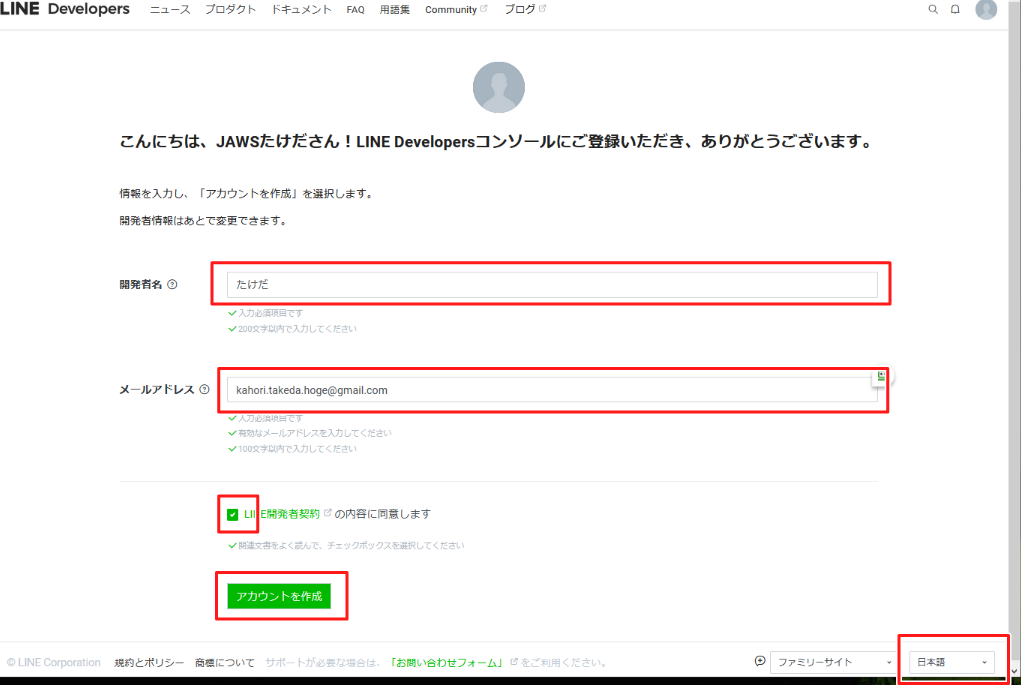 LINE Developers ニュース プロダクト ドキュメント FAQ 用語集 Community ブログ
こんにちは、JAWSたけださん！LINE Developersコンソールにご登録いただき、ありがとうございます。
情報を入力し、「アカウントを作成」を選択します。
開発者情報はあとで変更できます。
開発者名 たけだ
入力必須項目です
200文字以内で入力してください
メールアドレス kahori.takeda.hoge@gmail.com
入力必須項目です
有効なメールアドレスを入力してください
100文字以内で入力してください
LINE開発者契約 の内容に同意します
関連文書をよく読んで、チェックボックスを選択してください
アカウントを作成
© LINE Corporation 規約とポリシー 商標について サポートが必要な場合は、「お問い合わせフォーム」 をご利用ください。 ファミリーサイト 日本語